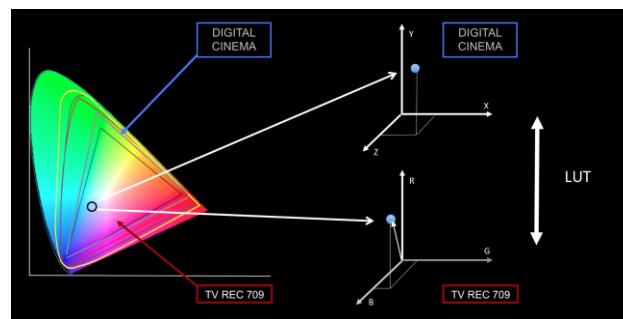 DIGITAL
CINEMA
Y
DIGITAL
CINEMA
X
Z
R
LUT
G
B
TV REC 709
TV REC 709